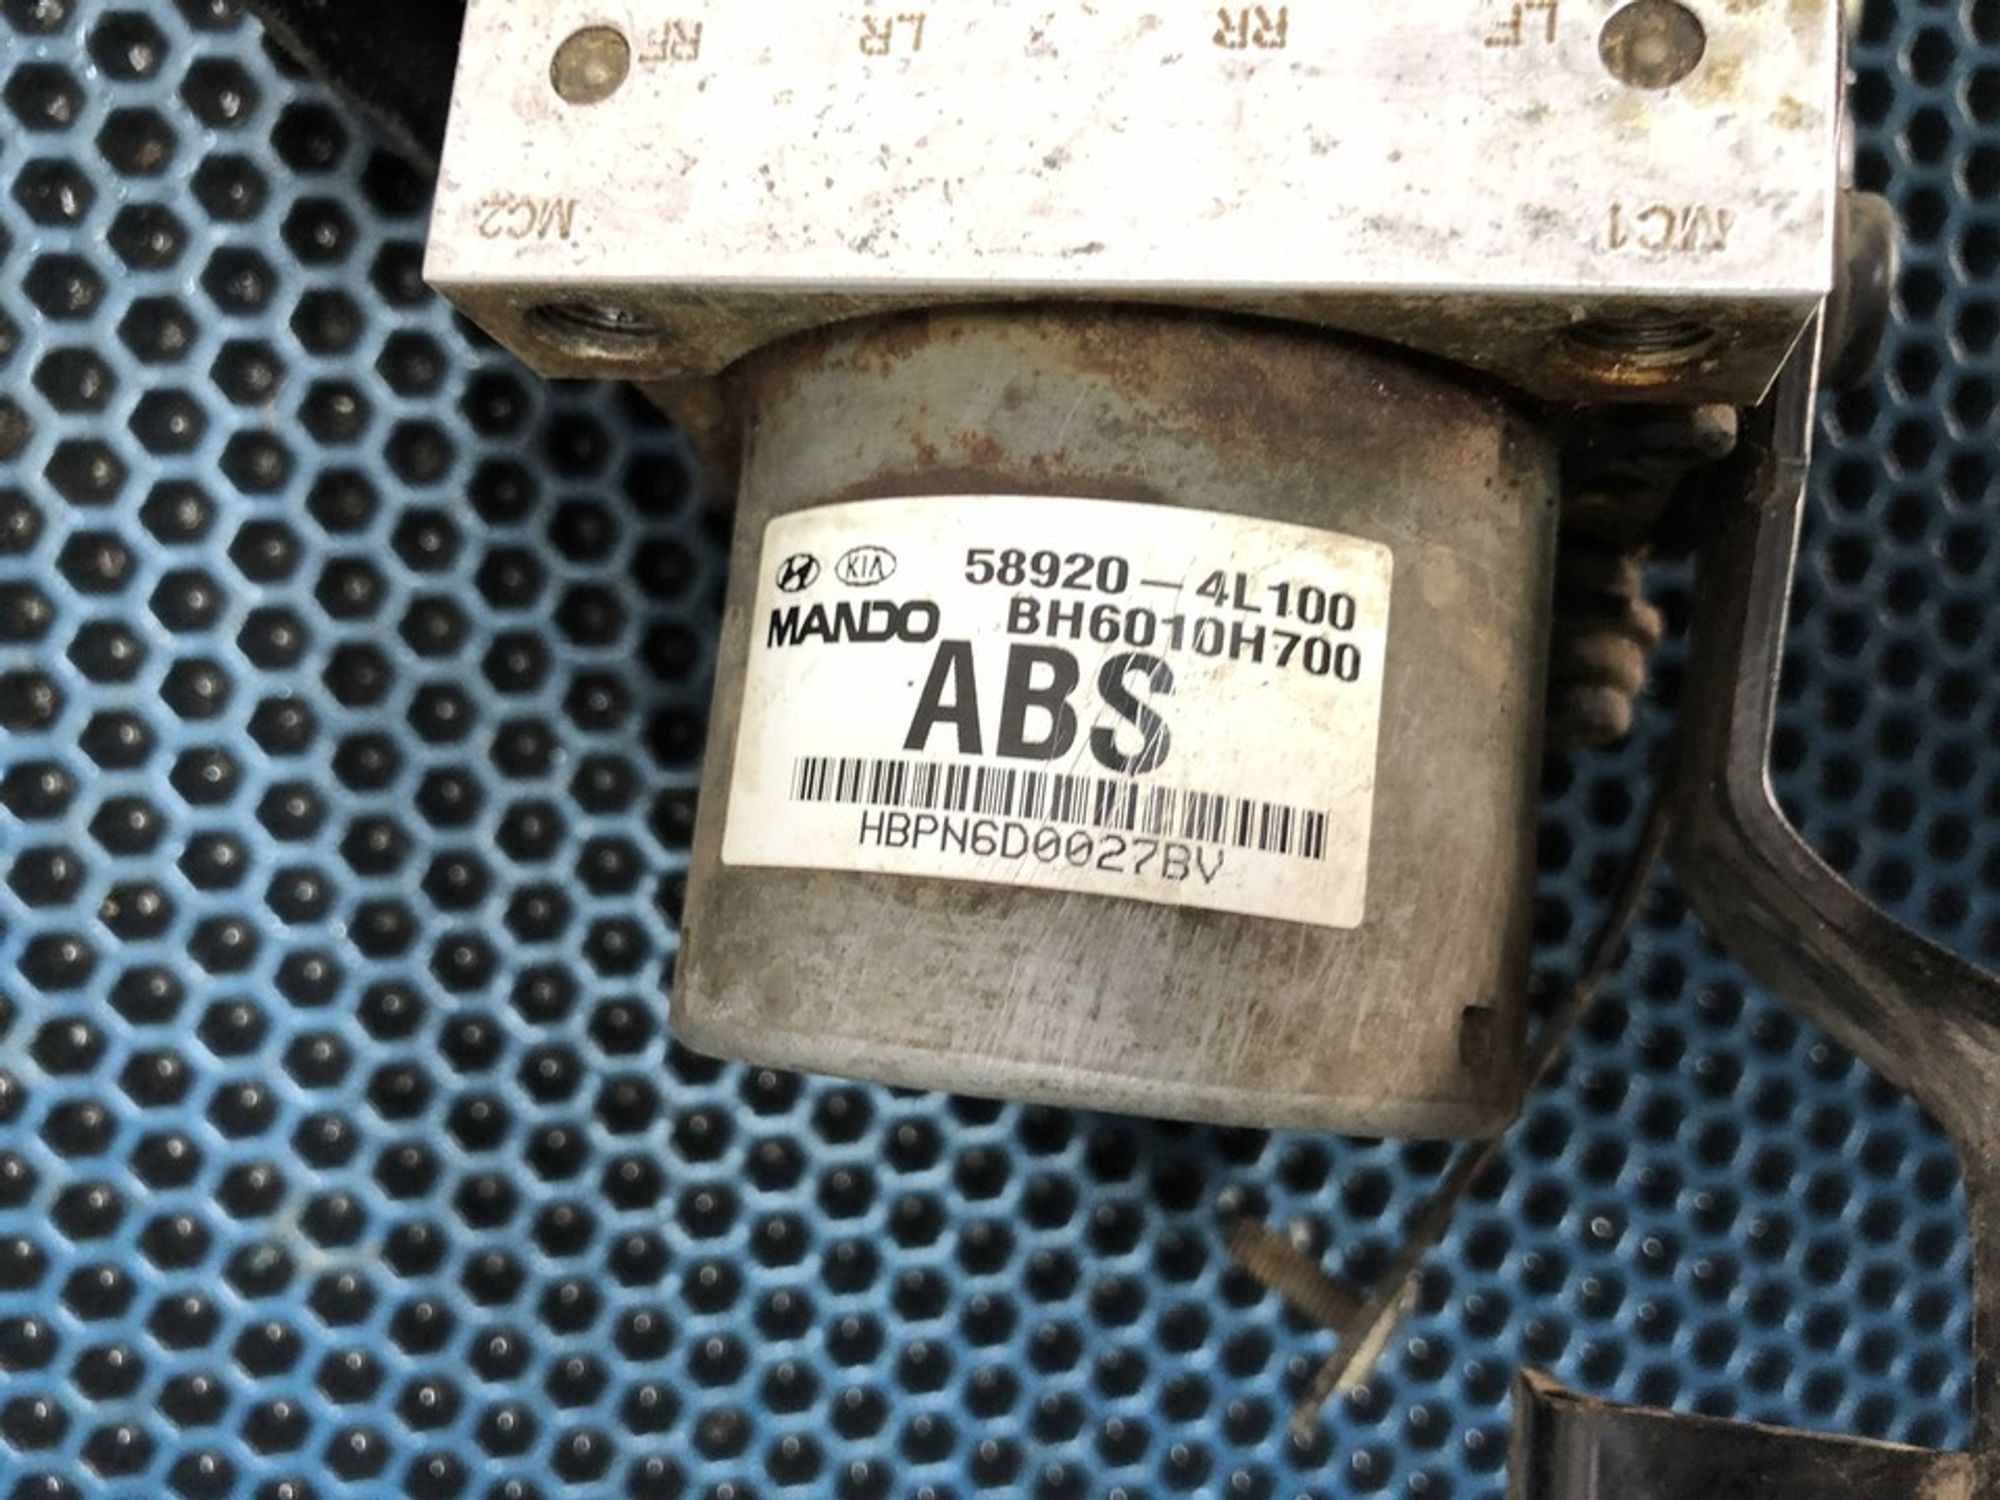 RF LR RR LF
MC2 MC1
KIA 58920-4L100
MANDO BH6010H700
ABS
HBPN6D0027BV